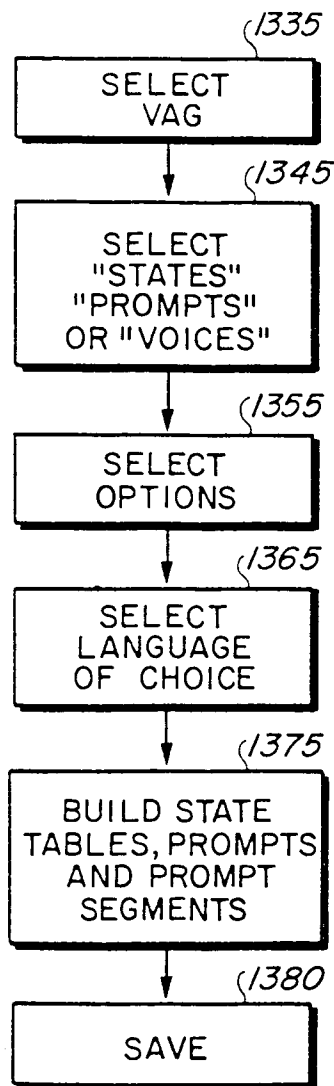 1335
SELECT
VAG
1345
SELECT
"STATES"
"PROMPTS"
OR "VOICES"
1355
SELECT
OPTIONS
1365
SELECT
LANGUAGE
OF CHOICE
1375
BUILD STATE
TABLES, PROMPTS
AND PROMPT
SEGMENTS
1380
SAVE